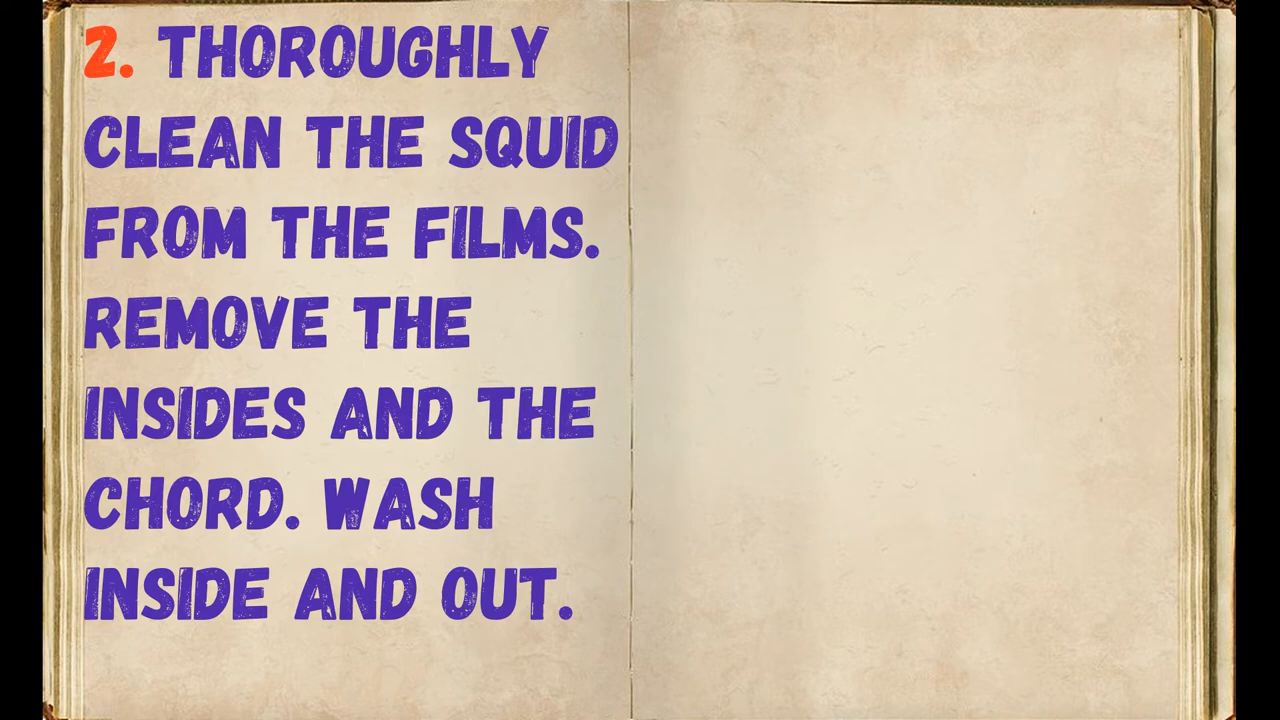 2. THOROUGHLY
CLEAN THE SQUID
FROM THE FILMS.
REMOVE THE
INSIDES AND THE
CHORD. WASH
INSIDE AND OUT.